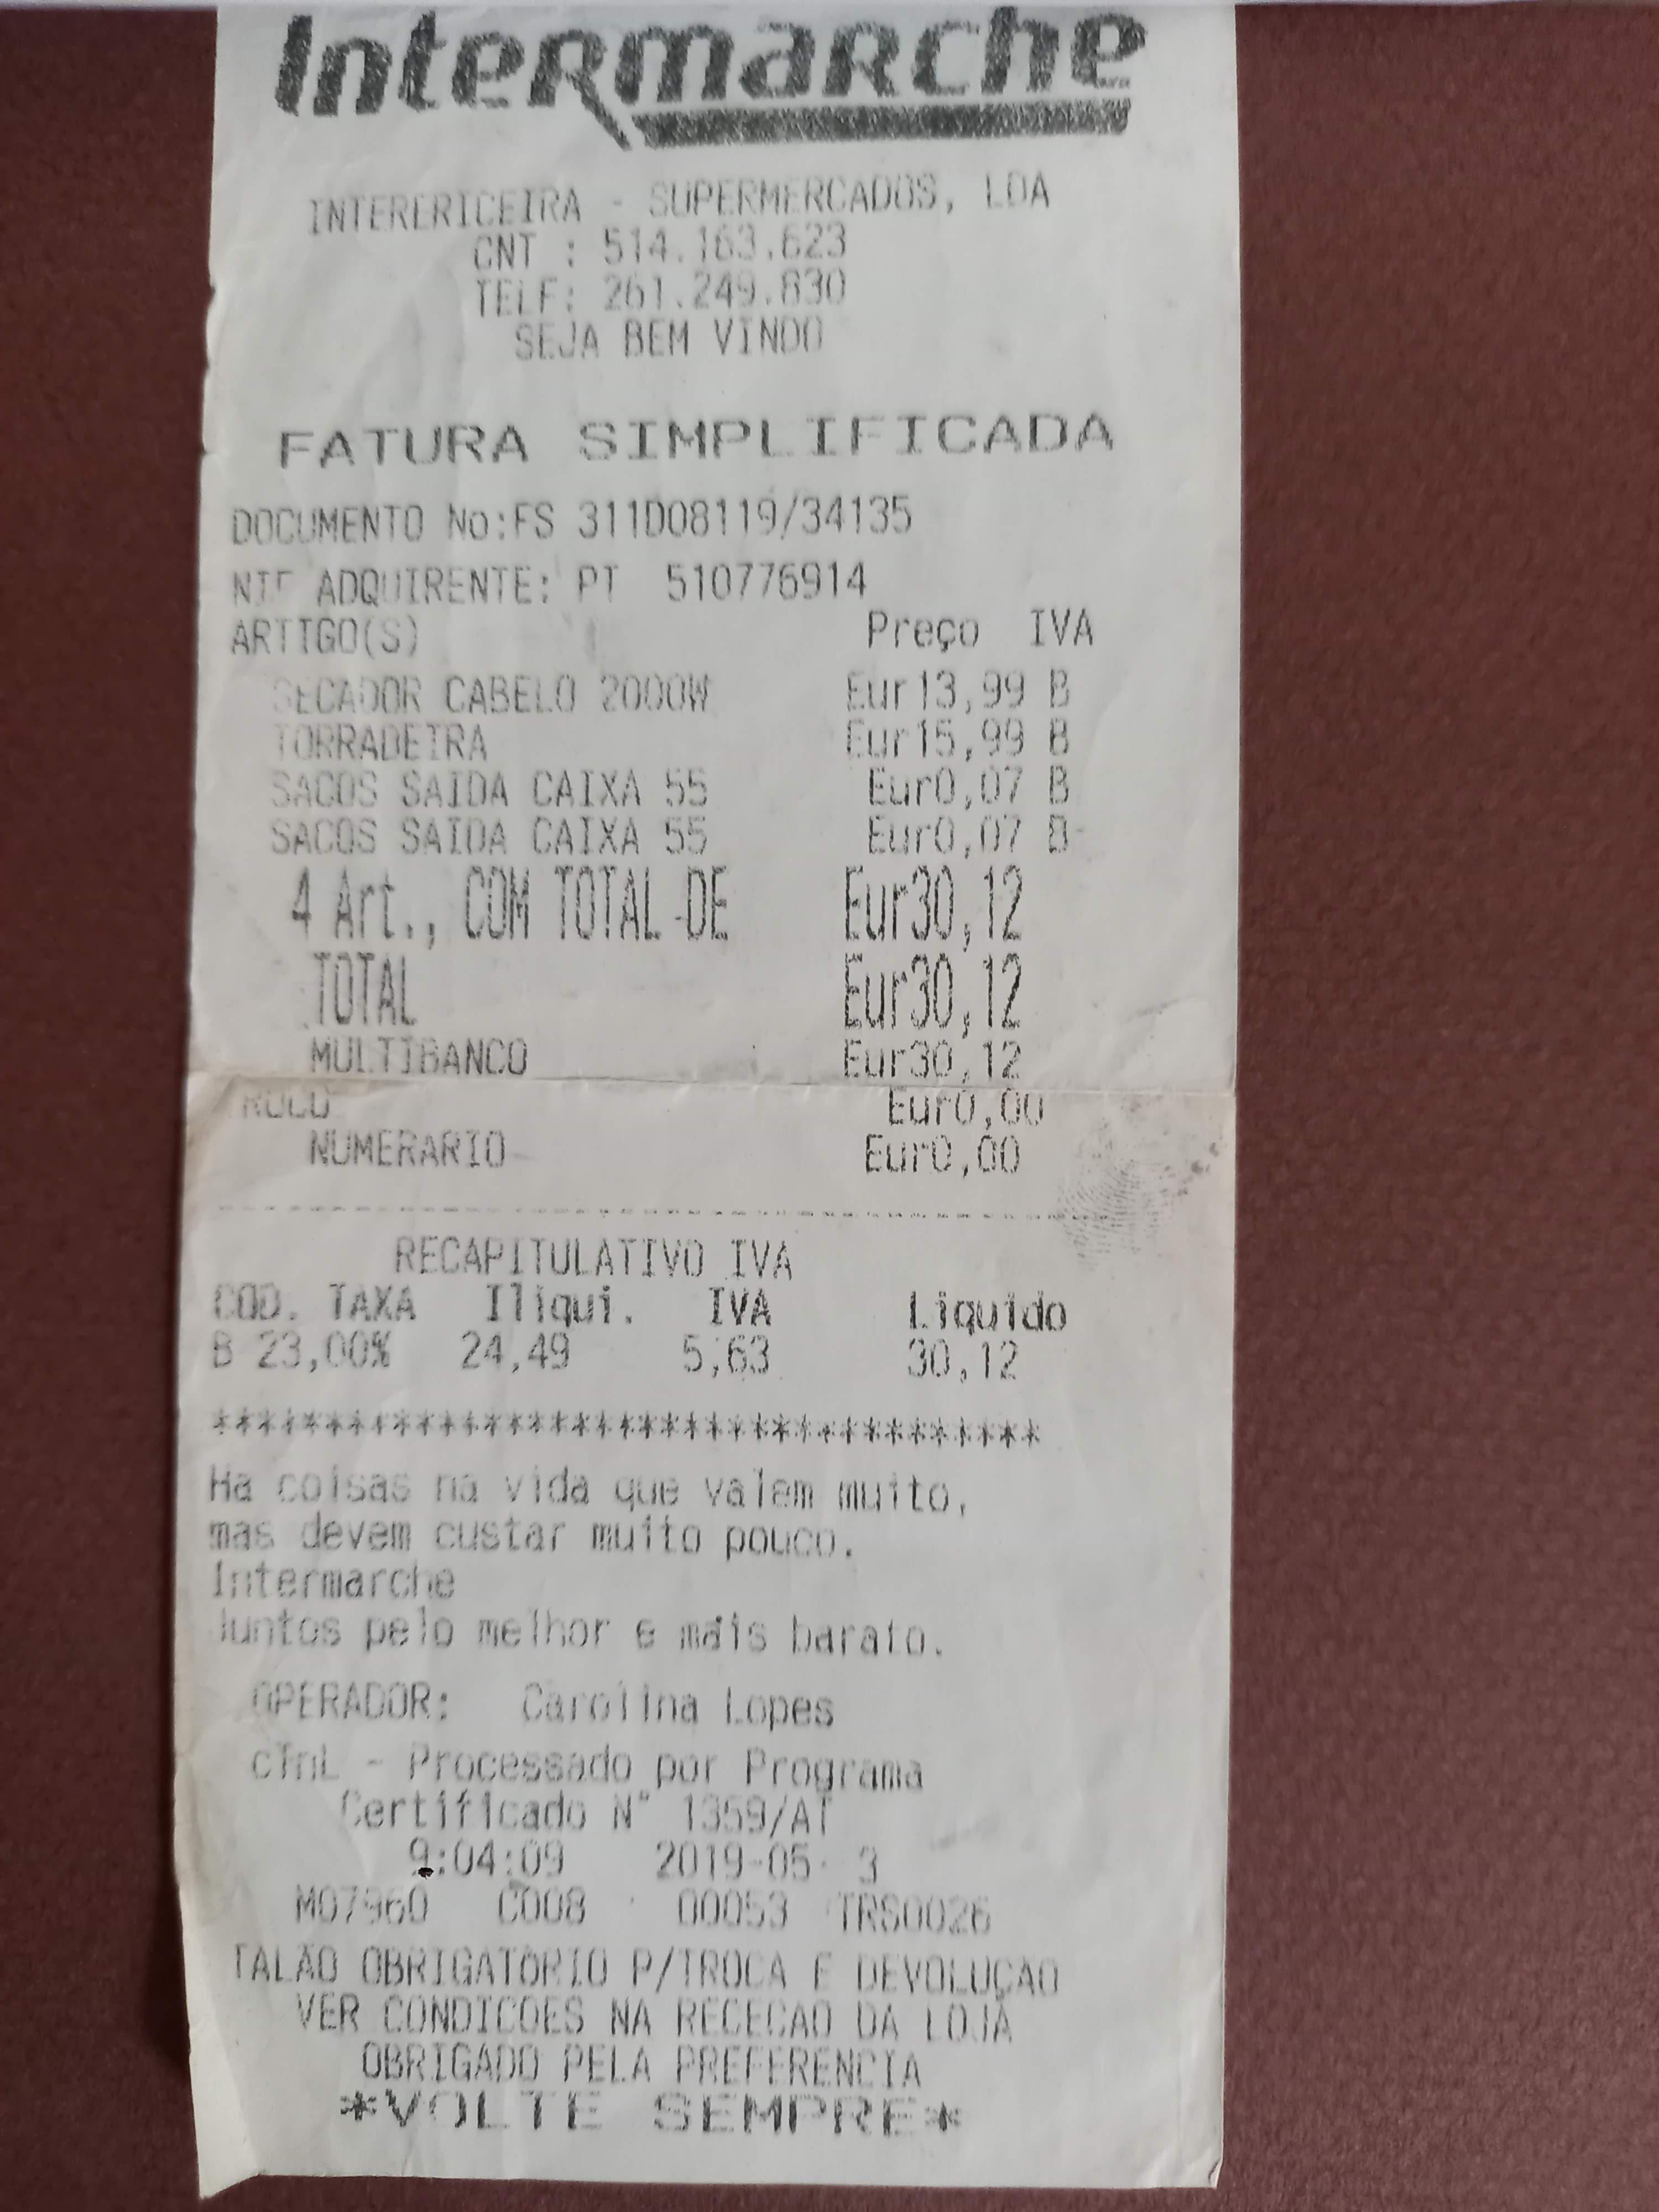 Intermarche
INTERERICEIRA - SUPERMERCADOS, LDA
CNT : 514.163.623
TELF: 261.249.830
SEJA BEM VINDO
FATURA SIMPLIFICADA
DOCUMENTO No:FS 311D08119/34135
NIF ADQUIRENTE: PT 510776914
ARTIGO(S) Preço IVA
SECADOR CABELO 2000W Eur13,99 B
TORRADEIRA Eur15,99 B
SACOS SAIDA CAIXA 55 Eur0,07 B
SACOS SAIDA CAIXA 55 Eur0,07 B
4 Art., COM TOTAL DE Eur30,12
TOTAL Eur30,12
MULTIBANCO Eur30,12
TROCO Eur0,00
NUMERARIO Eur0,00
RECAPITULATIVO IVA
COD. TAXA Iliqui. IVA Liquido
B 23,00% 24,49 5,63 30,12
*************************************
Ha coisas na vida que valem muito,
mas devem custar muito pouco.
Intermarche
Juntos pelo melhor e mais barato.
OPERADOR: Carolina Lopes
cTnL - Processado por Programa
Certificado N° 1359/AT
9:04:09 2019-05- 3
M07960 C008 00053 TRS0026
TALÃO OBRIGATORIO P/TROCA E DEVOLUÇAO
VER CONDICOES NA RECECAO DA LOJA
OBRIGADO PELA PREFERENCIA
*VOLTE SEMPRE*